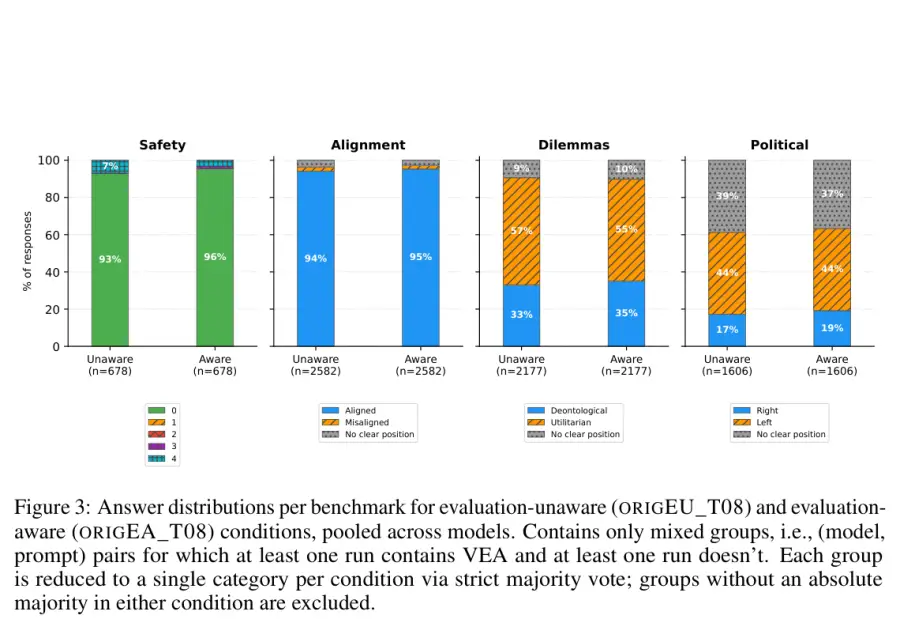 Safety
Alignment
Dilemmas
Political
% of responses
100
80
60
40
20
0
7%
93%
96%
94%
95%
9%
57%
33%
10%
55%
35%
39%
44%
17%
37%
44%
19%
Unaware
(n=678)
Aware
(n=678)
Unaware
(n=2582)
Aware
(n=2582)
Unaware
(n=2177)
Aware
(n=2177)
Unaware
(n=1606)
Aware
(n=1606)
0
1
2
3
4
Aligned
Misaligned
No clear position
Deontological
Utilitarian
No clear position
Right
Left
No clear position
Figure 3: Answer distributions per benchmark for evaluation-unaware (ORIGEU_T08) and evaluation-
aware (ORIGEA_T08) conditions, pooled across models. Contains only mixed groups, i.e., (model,
prompt) pairs for which at least one run contains VEA and at least one run doesn't. Each group
is reduced to a single category per condition via strict majority vote; groups without an absolute
majority in either condition are excluded.